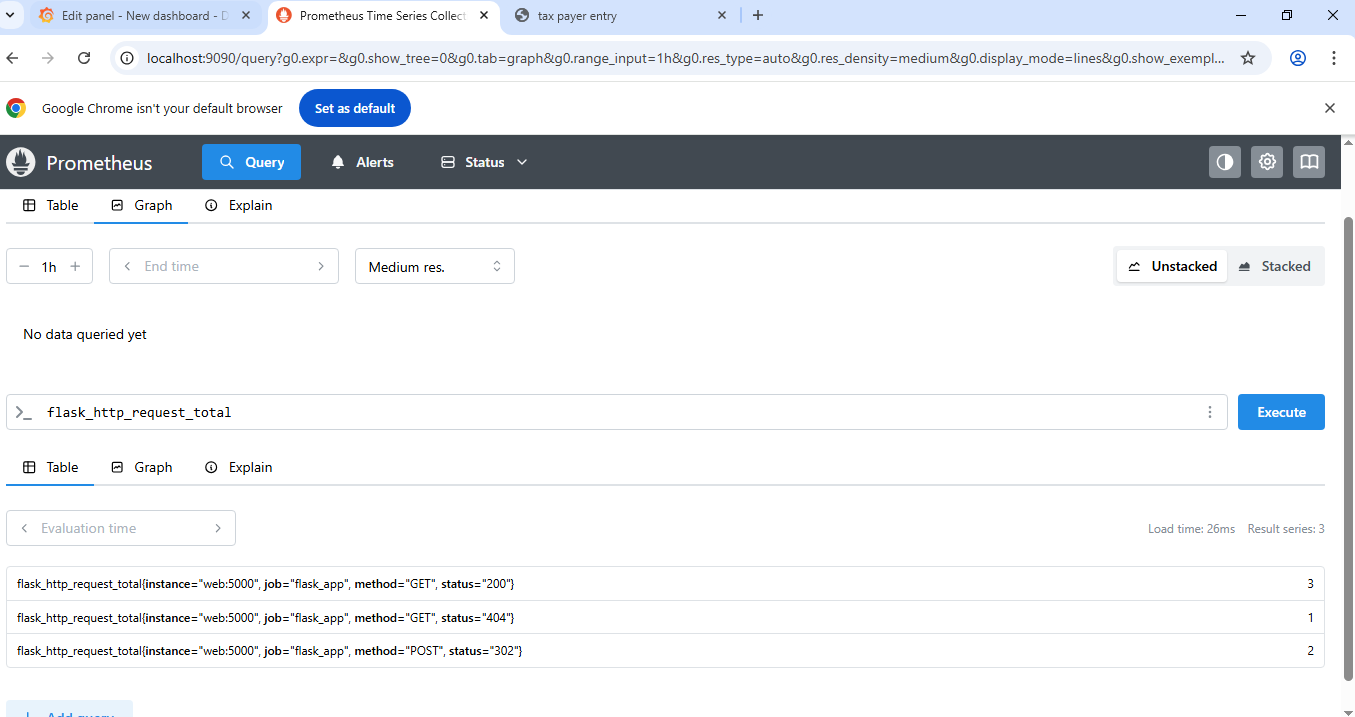 Edit panel - New dashboard - D
Prometheus Time Series Collect
tax payer entry
localhost:9090/query?g0.expr=&g0.show_tree=0&g0.tab=graph&g0.range_input=1h&g0.res_type=auto&g0.res_density=medium&g0.display_mode=lines&g0.show_exempl...
Google Chrome isn't your default browser
Set as default
Prometheus
Query
Alerts
Status
Table
Graph
Explain
1h
End time
Medium res.
Unstacked
Stacked
No data queried yet
flask_http_request_total
Execute
Table
Graph
Explain
Evaluation time
Load time: 26ms Result series: 3
flask_http_request_total{instance="web:5000", job="flask_app", method="GET", status="200"} 3
flask_http_request_total{instance="web:5000", job="flask_app", method="GET", status="404"} 1
flask_http_request_total{instance="web:5000", job="flask_app", method="POST", status="302"} 2
Add query